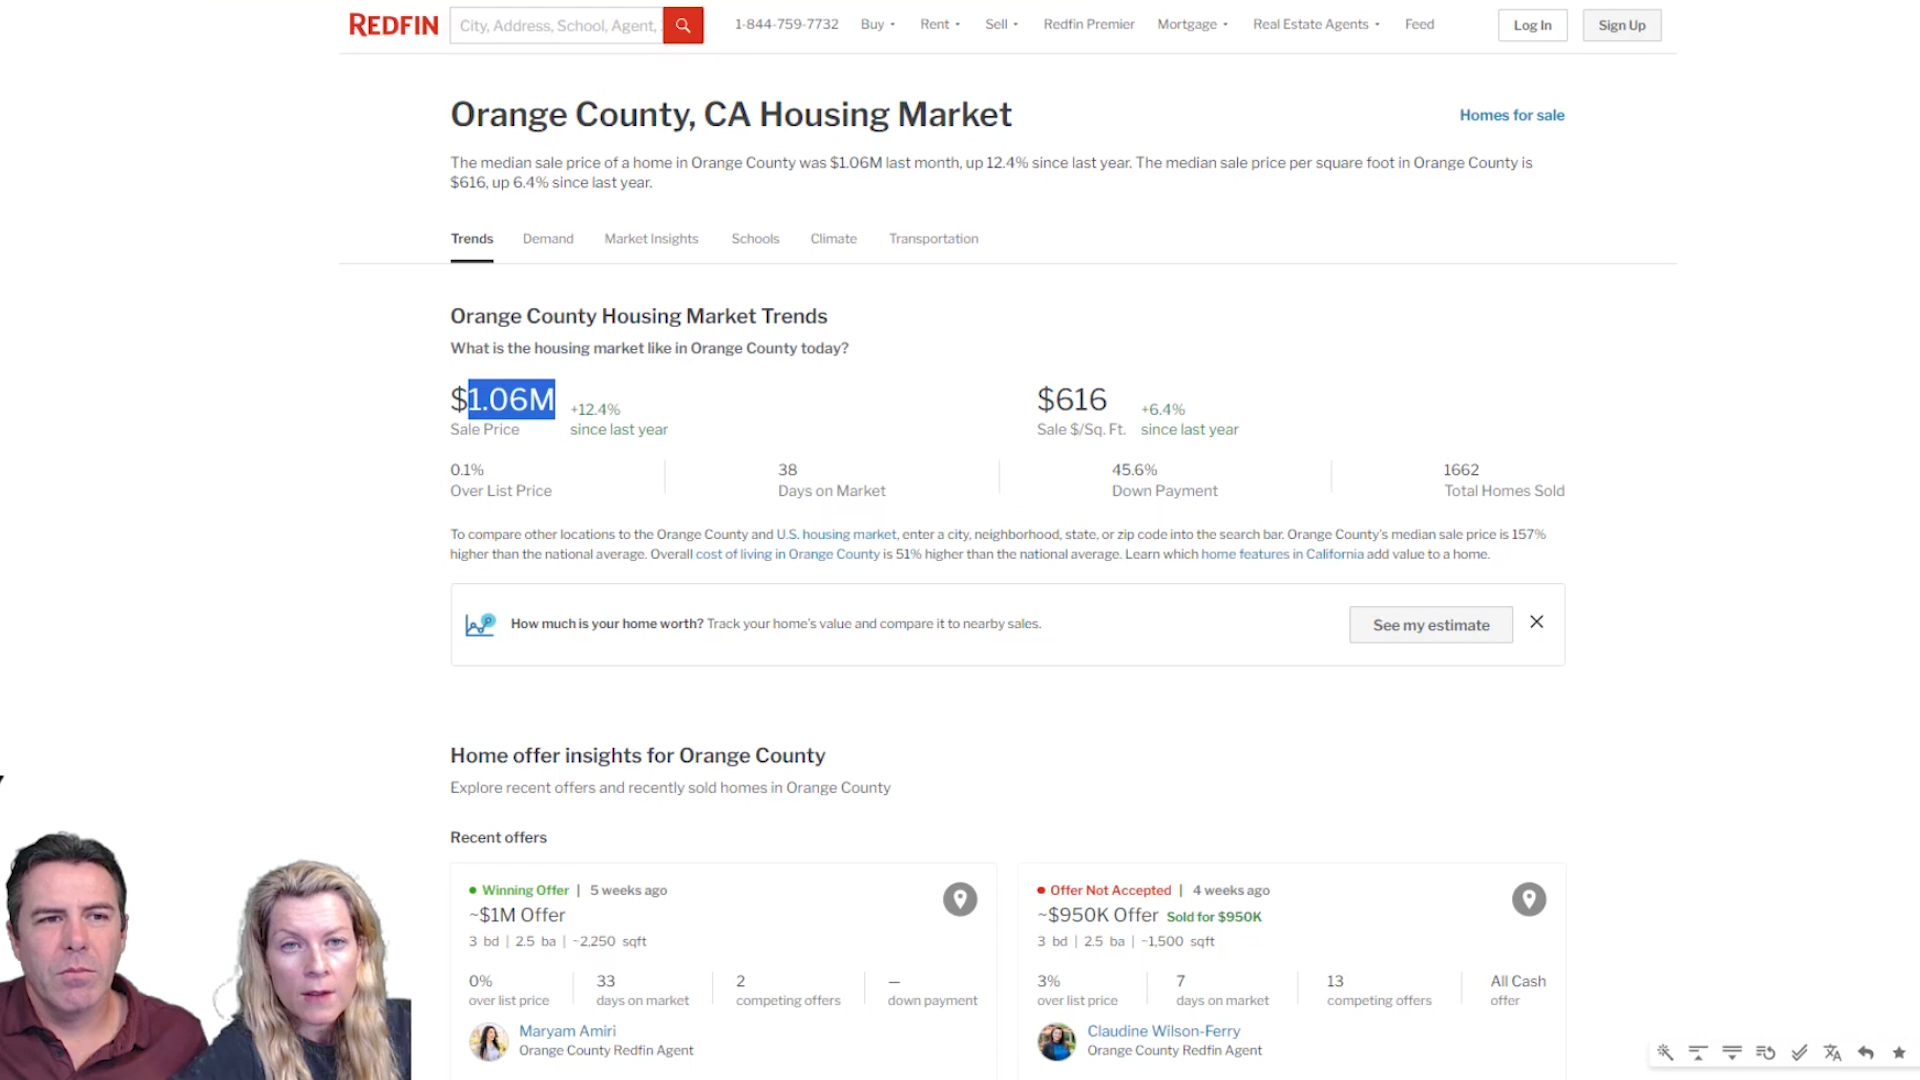 REDFIN
City, Address, School, Agent,
1-844-759-7732
Buy
Rent
Sell
Redfin Premier
Mortgage
Real Estate Agents
Feed
Log In
Sign Up
Orange County, CA Housing Market
Homes for sale
The median sale price of a home in Orange County was $1.06M last month, up 12.4% since last year. The median sale price per square foot in Orange County is
$616, up 6.4% since last year.
Trends
Demand
Market Insights
Schools
Climate
Transportation
Orange County Housing Market Trends
What is the housing market like in Orange County today?
$1.06M
+12.4%
Sale Price
since last year
$616
+6.4%
Sale $/Sq. Ft.
since last year
0.1%
Over List Price
38
Days on Market
45.6%
Down Payment
1662
Total Homes Sold
To compare other locations to the Orange County and U.S. housing market, enter a city, neighborhood, state, or zip code into the search bar. Orange County's median sale price is 157%
higher than the national average. Overall cost of living in Orange County is 51% higher than the national average. Learn which home features in California add value to a home.
How much is your home worth? Track your home's value and compare it to nearby sales.
See my estimate
Home offer insights for Orange County
Explore recent offers and recently sold homes in Orange County
Recent offers
Winning Offer | 5 weeks ago
~$1M Offer
3 bd | 2.5 ba | ~2,250 sqft
0%
over list price
33
days on market
2
competing offers
—
down payment
Maryam Amiri
Orange County Redfin Agent
Offer Not Accepted | 4 weeks ago
~$950K Offer Sold for $950K
3 bd | 2.5 ba | ~1,500 sqft
3%
over list price
7
days on market
13
competing offers
All Cash
offer
Claudine Wilson-Ferry
Orange County Redfin Agent